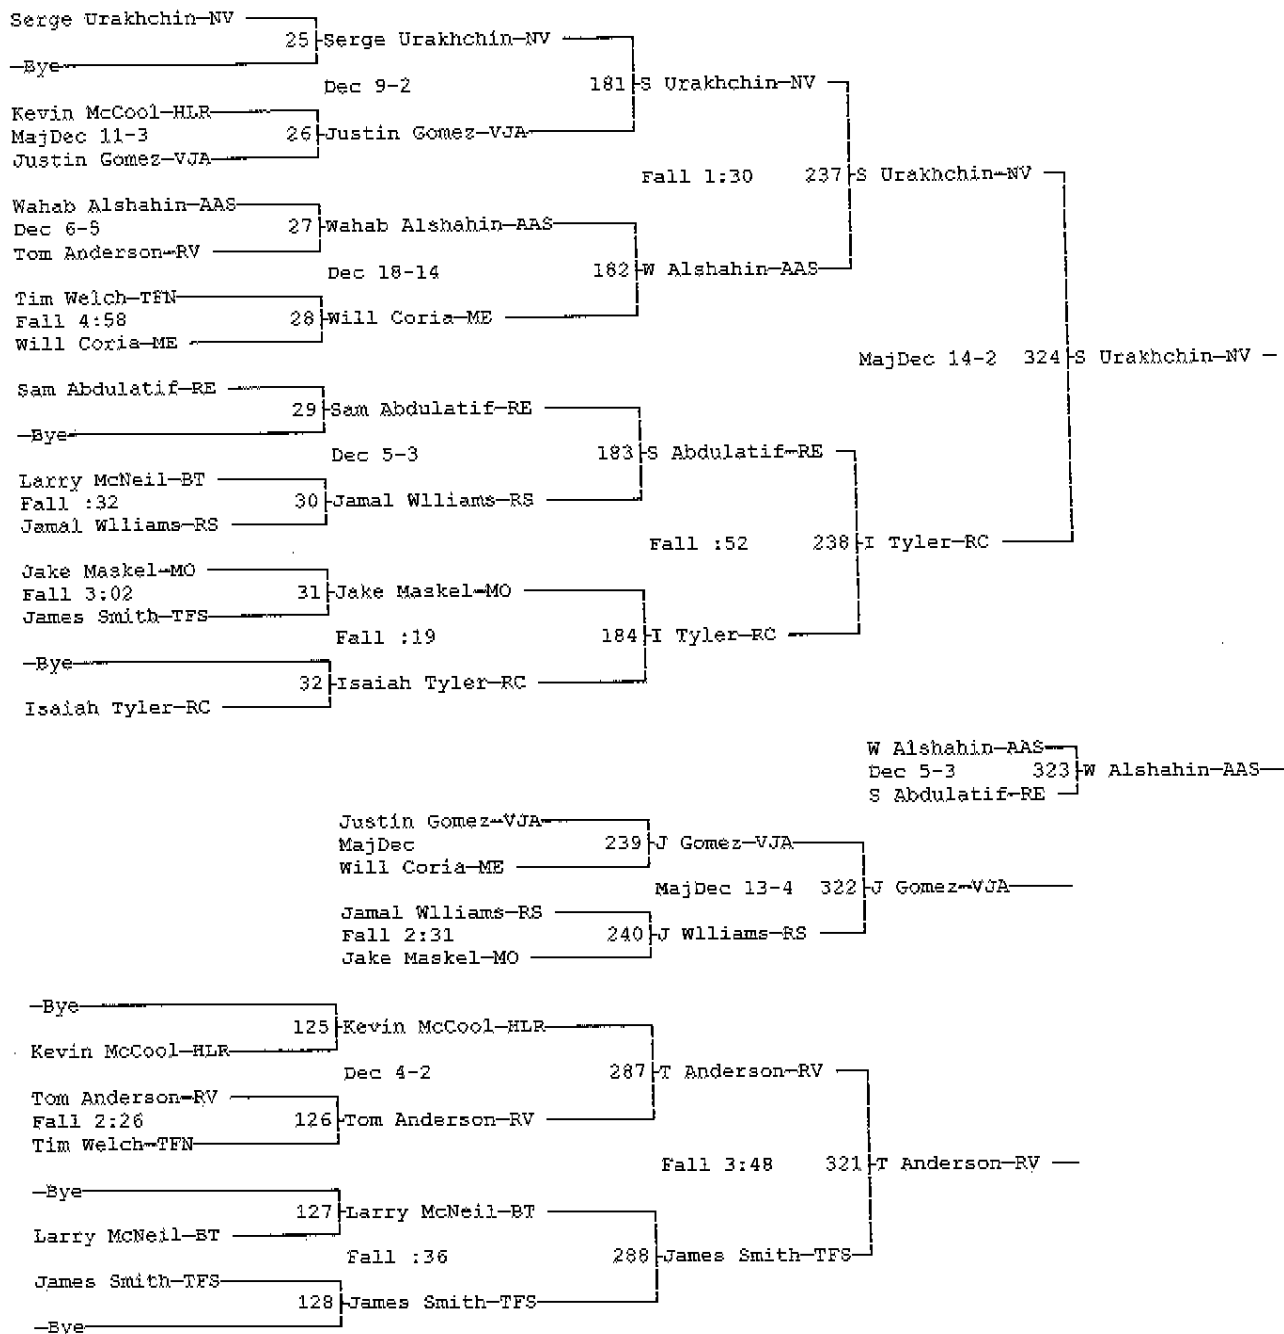 Serge Urakhchin-NV
25 Serge Urakhchin-NV
-Bye
Dec 9-2 181 S Urakhchin-NV
Kevin McCool-HLR
MajDec 11-3 26 Justin Gomez-VJA
Justin Gomez-VJA
Fall 1:30 237 S Urakhchin-NV
Wahab Alshahin-AAS
Dec 6-5 27 Wahab Alshahin-AAS
Tom Anderson-RV
Dec 18-14 182 W Alshahin-AAS
Tim Welch-TFN
Fall 4:58 28 Will Coria-ME
Will Coria-ME
MajDec 14-2 324 S Urakhchin-NV
Sam Abdulatif-RE
29 Sam Abdulatif-RE
-Bye
Dec 5-3 183 S Abdulatif-RE
Larry McNeil-BT
Fall :32 30 Jamal Wlliams-RS
Jamal Wlliams-RS
Fall :52 238 I Tyler-RC
Jake Maskel-MO
Fall 3:02 31 Jake Maskel-MO
James Smith-TFS
Fall :19 184 I Tyler-RC
-Bye
32 Isaiah Tyler-RC
Isaiah Tyler-RC
W Alshahin-AAS
Dec 5-3 323 W Alshahin-AAS
S Abdulatif-RE
Justin Gomez-VJA
MajDec 239 J Gomez-VJA
Will Coria-ME
MajDec 13-4 322 J Gomez-VJA
Jamal Wlliams-RS
Fall 2:31 240 J Wlliams-RS
Jake Maskel-MO
-Bye
125 Kevin McCool-HLR
Kevin McCool-HLR
Dec 4-2 287 T Anderson-RV
Tom Anderson-RV
Fall 2:26 126 Tom Anderson-RV
Tim Welch-TFN
Fall 3:48 321 T Anderson-RV
-Bye
127 Larry McNeil-BT
Larry McNeil-BT
Fall :36 288 James Smith-TFS
James Smith-TFS
128 James Smith-TFS
-Bye